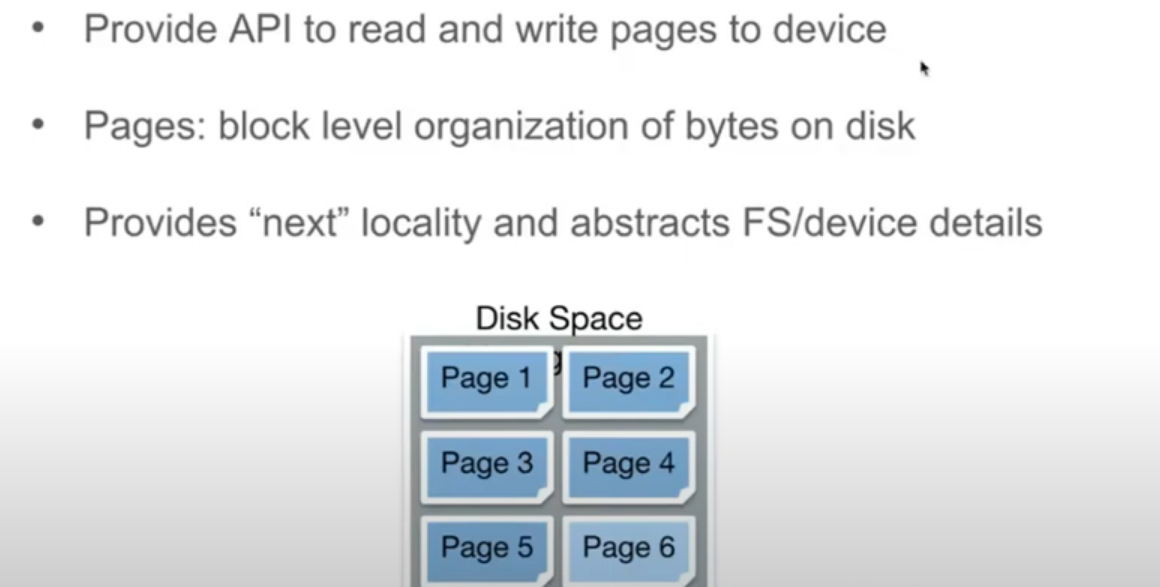 • Provide API to read and write pages to device
• Pages: block level organization of bytes on disk
• Provides “next” locality and abstracts FS/device details
Disk Space
Page 1 Page 2
Page 3 Page 4
Page 5 Page 6